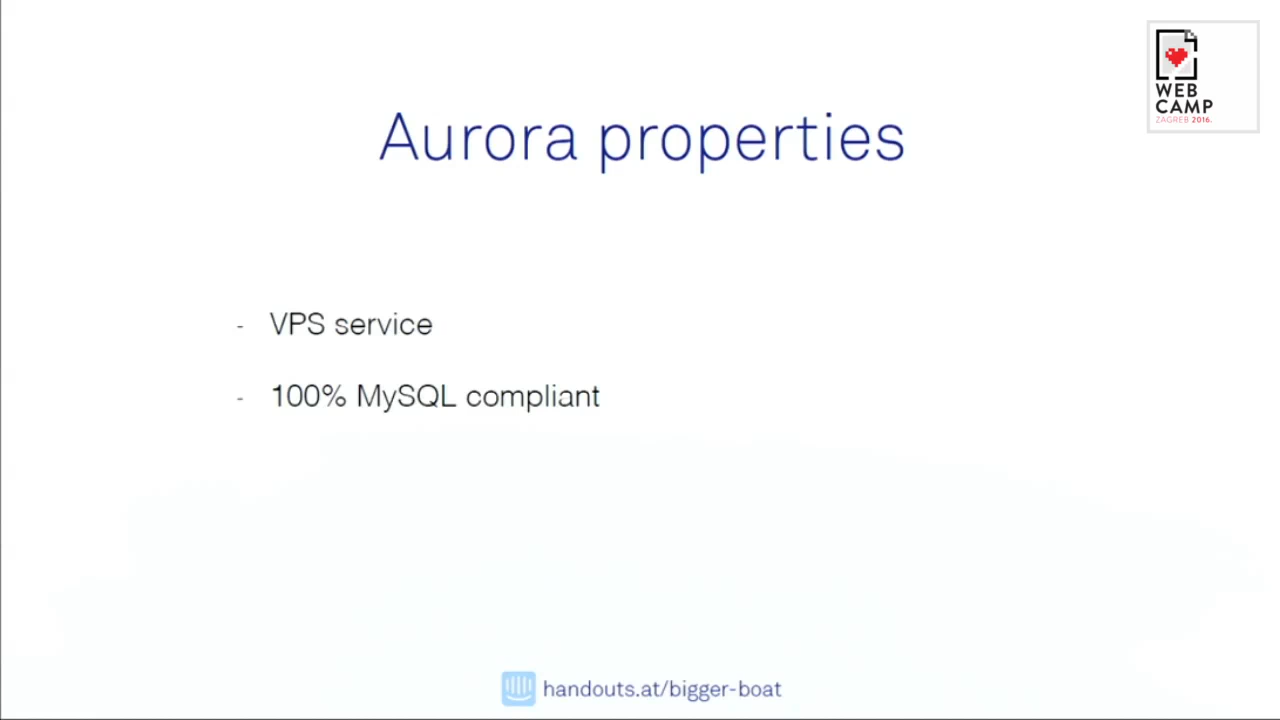 WEB
CAMP
ZAGREB 2016.
Aurora properties
- VPS service
- 100% MySQL compliant
handouts.at/bigger-boat